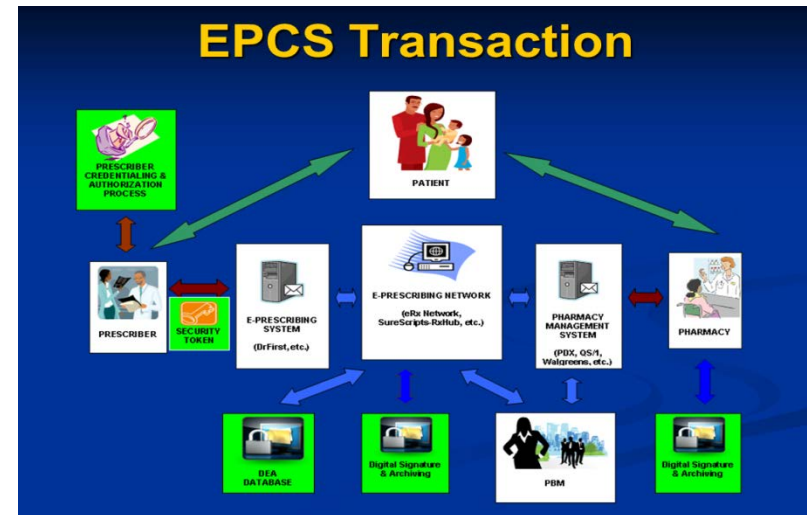 EPCS Transaction
PRESCRIBER
CREDENTIALING &
AUTHORIZATION
PROCESS
PATIENT
PRESCRIBER
SECURITY
TOKEN
E-PRESCRIBING
SYSTEM
(DrFirst, etc.)
E-PRESCRIBING NETWORK
(eRx Network,
SureScripts-RxHub, etc.)
PHARMACY
MANAGEMENT
SYSTEM
(PBX, QS/1,
Walgreens, etc.)
PHARMACY
DEA
DATABASE
Digital Signature
& Archiving
PBM
Digital Signature
& Archiving